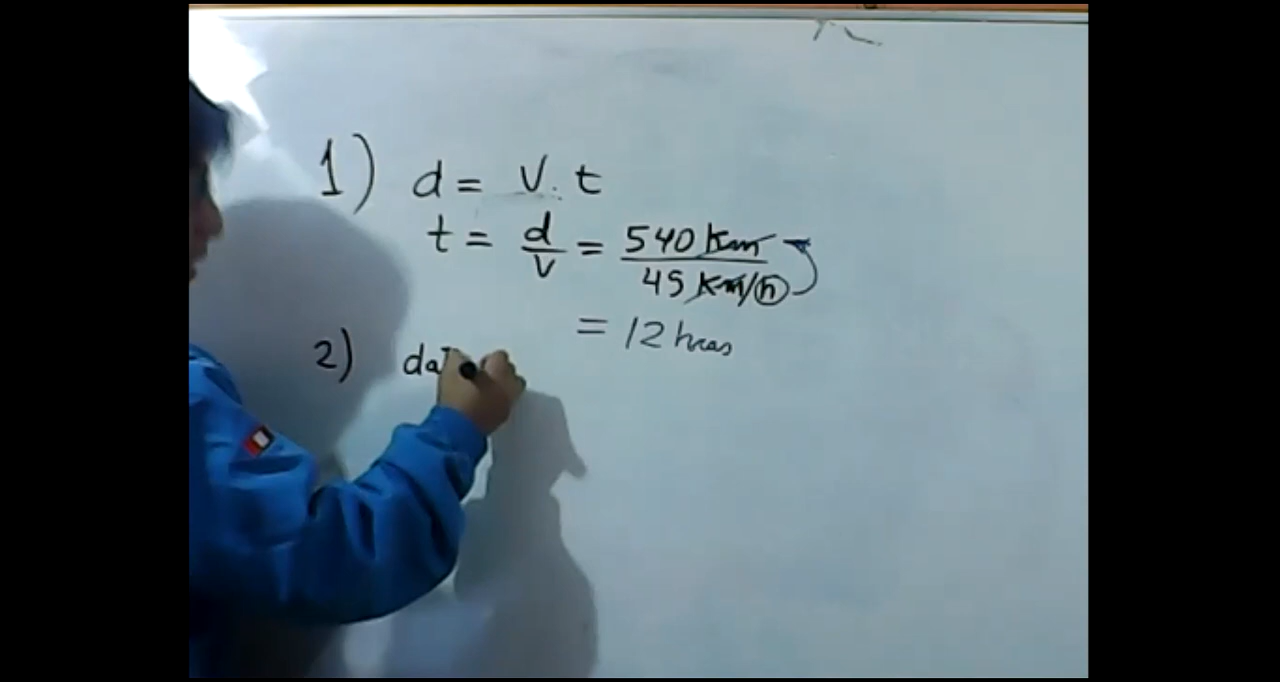 1) d = V. t
t = d/V = 540 Km / 45 Km/h
= 12 hras
2) da